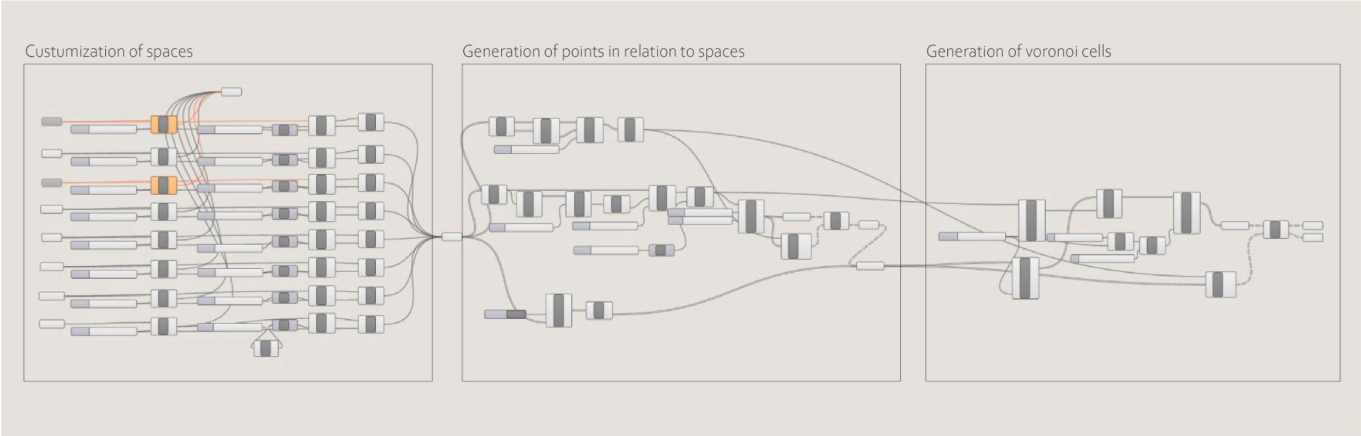 Custumization of spaces
Generation of points in relation to spaces
Generation of voronoi cells